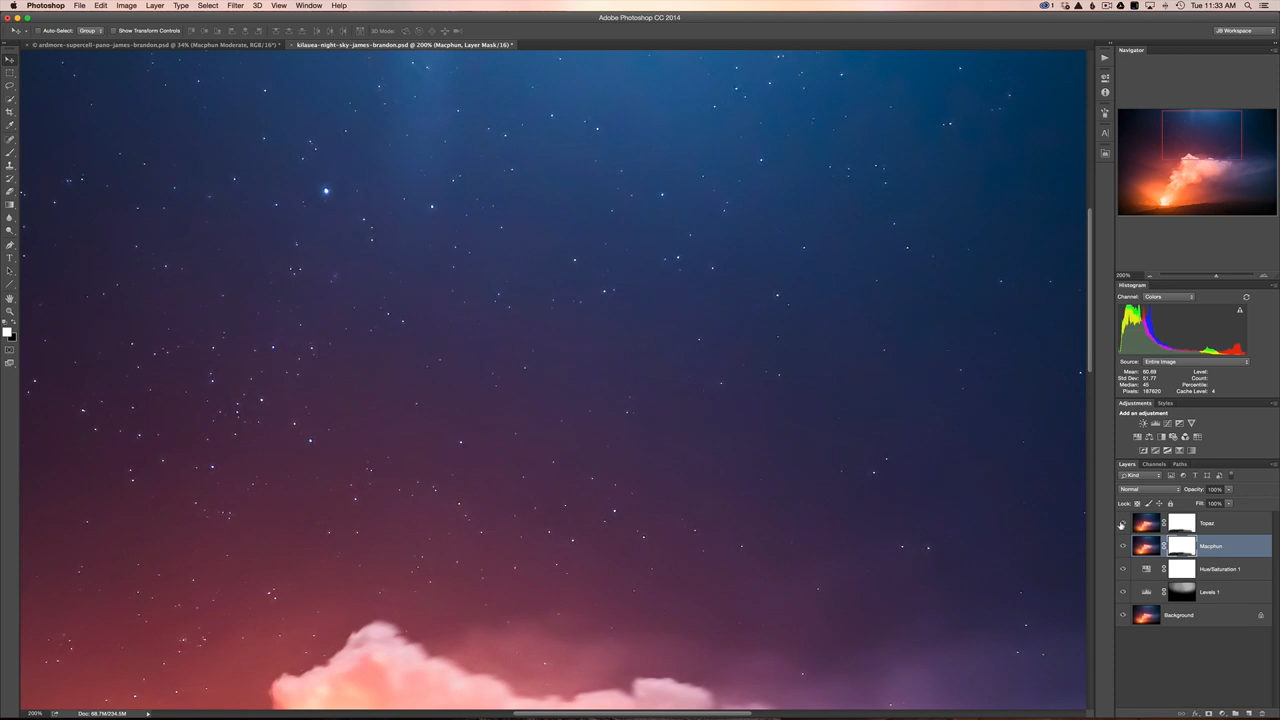 Photoshop File Edit Image Layer Type Select Filter 3D View Window Help 1 Tue 11:33 AM
Adobe Photoshop CC 2014
Auto-Select: Group Show Transform Controls 3D Mode: JB Workspace
× © ardmore-supercell-pano-james-brandon.psd @ 34% (Macphun Moderate, RGB/16*) * × kilauea-night-sky-james-brandon.psd @ 200% (Macphun, Layer Mask/16) *
Navigator
200%
Histogram
Channel: Colors
Source: Entire Image
Mean: 60.69 Level:
Std Dev: 51.77 Count:
Median: 45 Percentile:
Pixels: 187620 Cache Level: 4
Adjustments Styles
Add an adjustment
Layers Channels Paths
Kind
Normal Opacity: 100%
Lock: Fill: 100%
Topaz
Macphun
Hue/Saturation 1
Levels 1
Background
200% Doc: 68.7M/234.5M